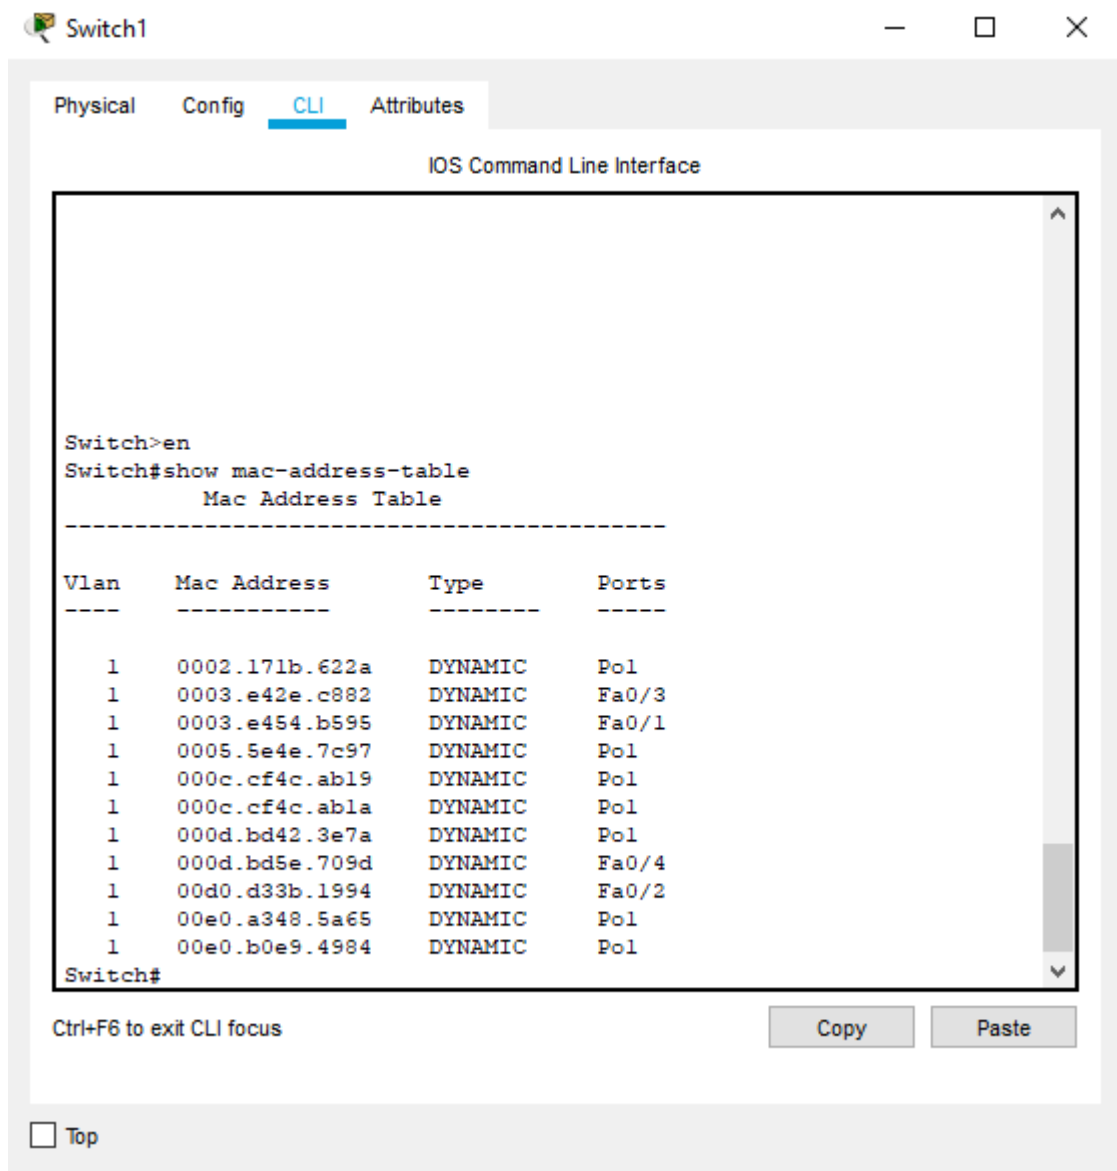 Switch1
Physical Config CLI Attributes
IOS Command Line Interface
Switch>en
Switch#show mac-address-table
Mac Address Table
-------------------------------------------
Vlan Mac Address Type Ports
---- ----------- -------- -----
1 0002.171b.622a DYNAMIC Po1
1 0003.e42e.c882 DYNAMIC Fa0/3
1 0003.e454.b595 DYNAMIC Fa0/1
1 0005.5e4e.7c97 DYNAMIC Po1
1 000c.cf4c.ab19 DYNAMIC Po1
1 000c.cf4c.ab1a DYNAMIC Po1
1 000d.bd42.3e7a DYNAMIC Po1
1 000d.bd5e.709d DYNAMIC Fa0/4
1 00d0.d33b.1994 DYNAMIC Fa0/2
1 00e0.a348.5a65 DYNAMIC Po1
1 00e0.b0e9.4984 DYNAMIC Po1
Switch#
Ctrl+F6 to exit CLI focus Copy Paste
Top